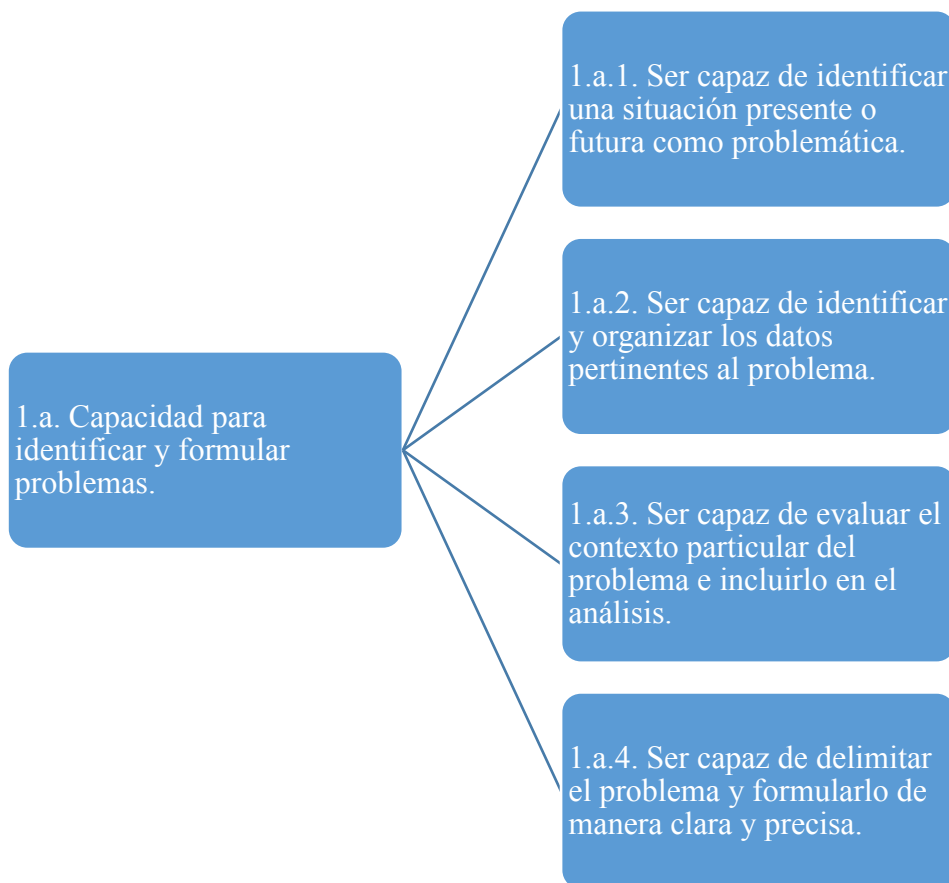 1.a. Capacidad para
identificar y formular
problemas.
1.a.1. Ser capaz de identificar
una situación presente o
futura como problemática.
1.a.2. Ser capaz de identificar
y organizar los datos
pertinentes al problema.
1.a.3. Ser capaz de evaluar el
contexto particular del
problema e incluirlo en el
análisis.
1.a.4. Ser capaz de delimitar
el problema y formularlo de
manera clara y precisa.